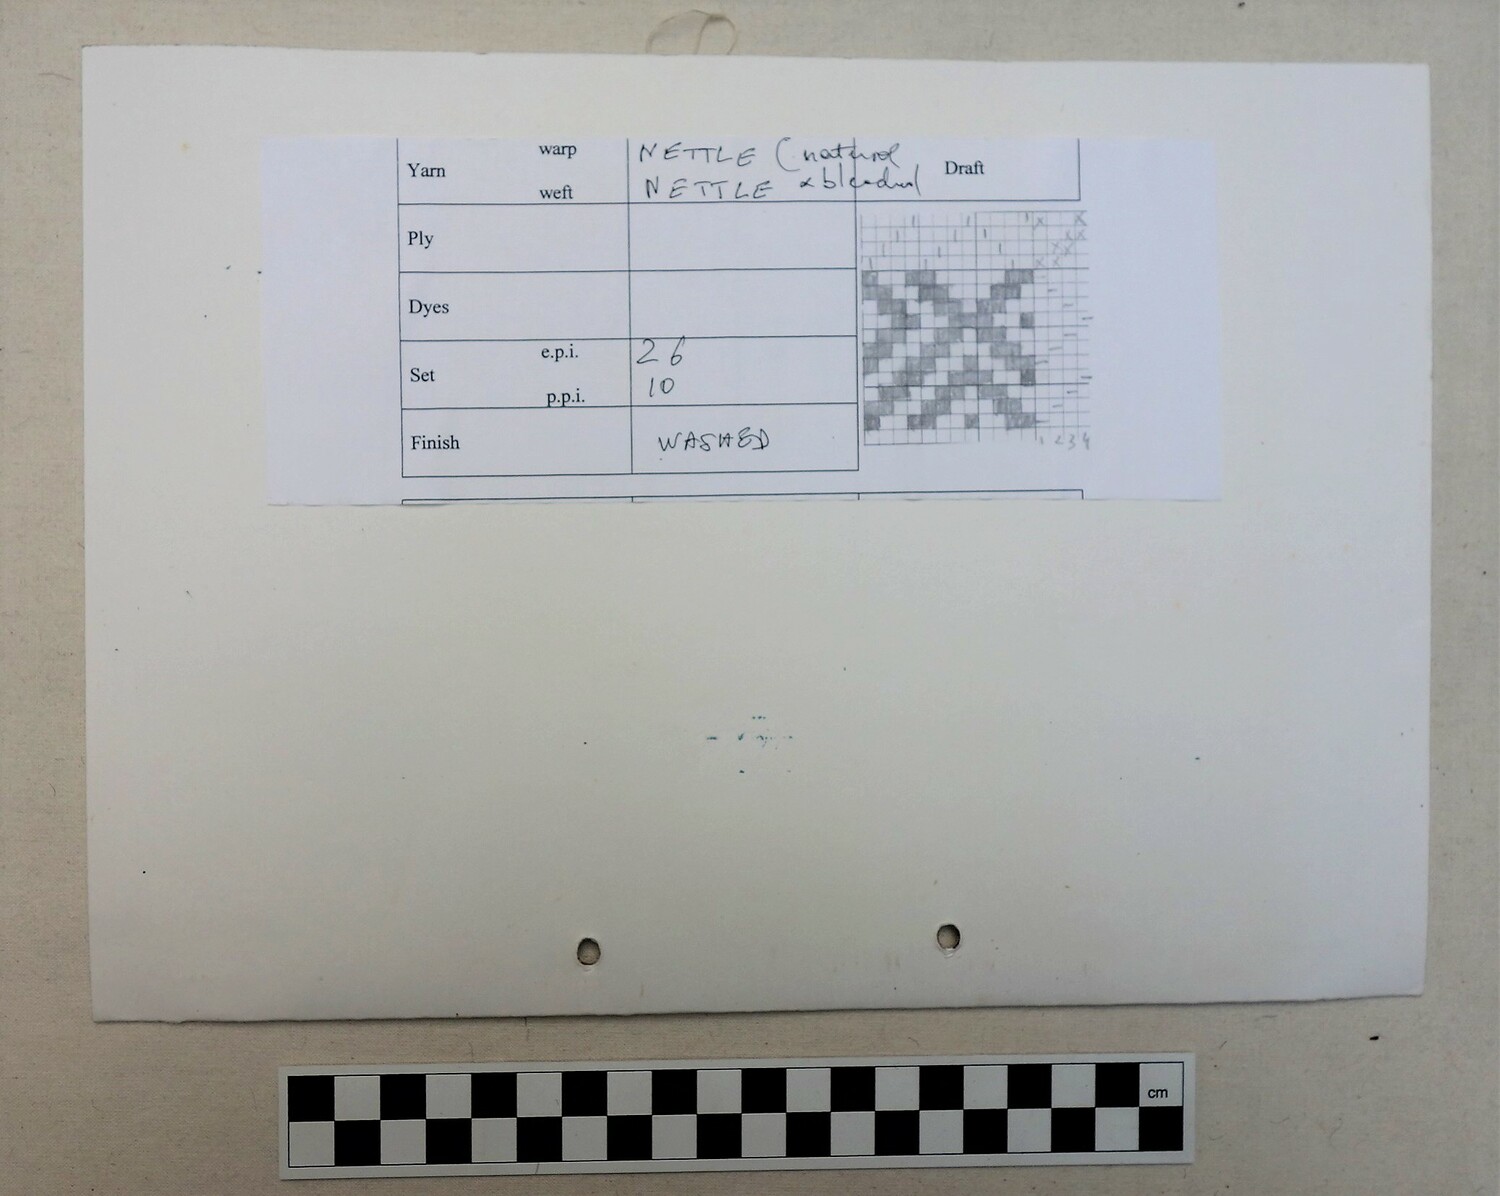 warp NETTLE (natural
Yarn Draft
weft NETTLE & bleached
Ply
Dyes
e.p.i. 26
Set
p.p.i. 10
Finish WASHED
1 2 3 4
cm